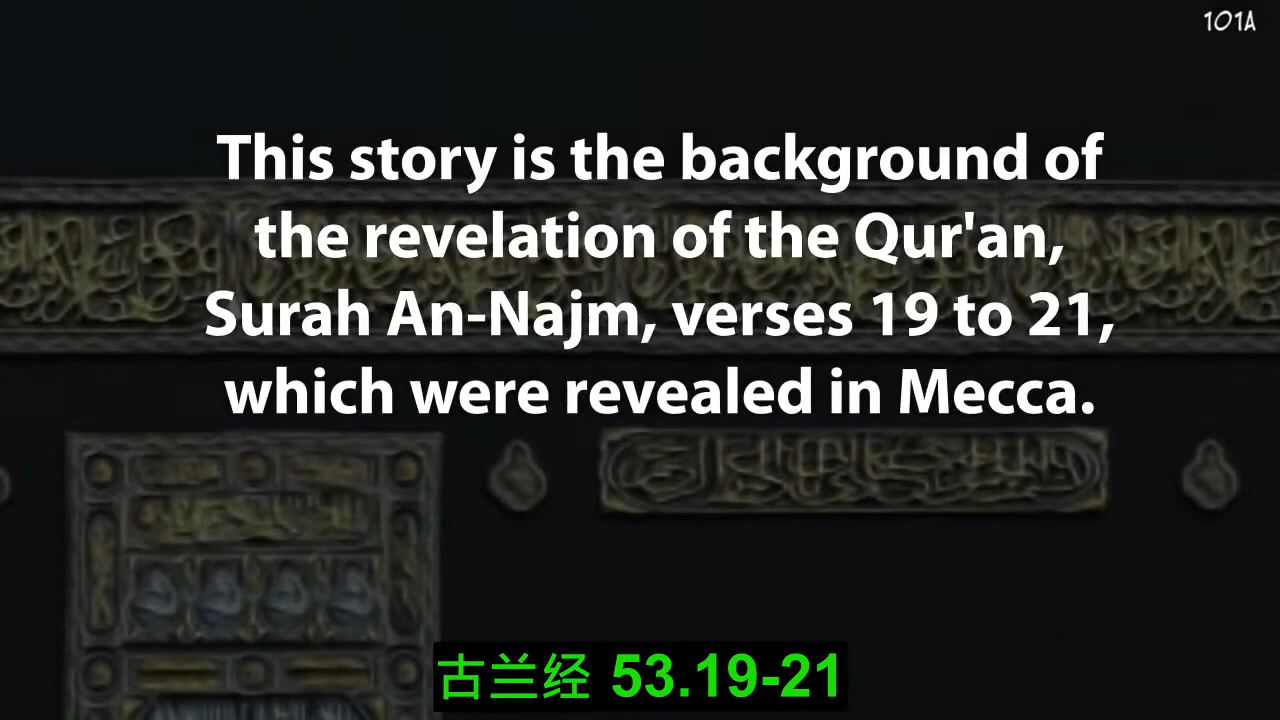 101A
This story is the background of
the revelation of the Qur'an,
Surah An-Najm, verses 19 to 21,
which were revealed in Mecca.
古兰经 53.19-21